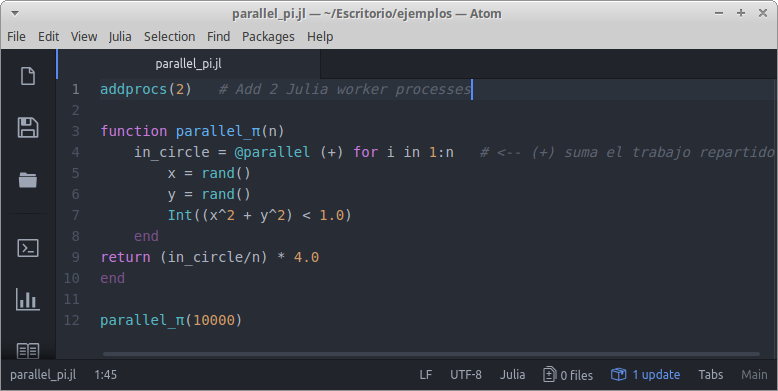 parallel_pi.jl — ~/Escritorio/ejemplos — Atom
File Edit View Julia Selection Find Packages Help
parallel_pi.jl
1 addprocs(2)   # Add 2 Julia worker processes
2
3 function parallel_π(n)
4     in_circle = @parallel (+) for i in 1:n   # <-- (+) suma el trabajo repartido
5         x = rand()
6         y = rand()
7         Int((x^2 + y^2) < 1.0)
8     end
9 return (in_circle/n) * 4.0
10 end
11
12 parallel_π(10000)
parallel_pi.jl 1:45 LF UTF-8 Julia 0 files 1 update Tabs Main